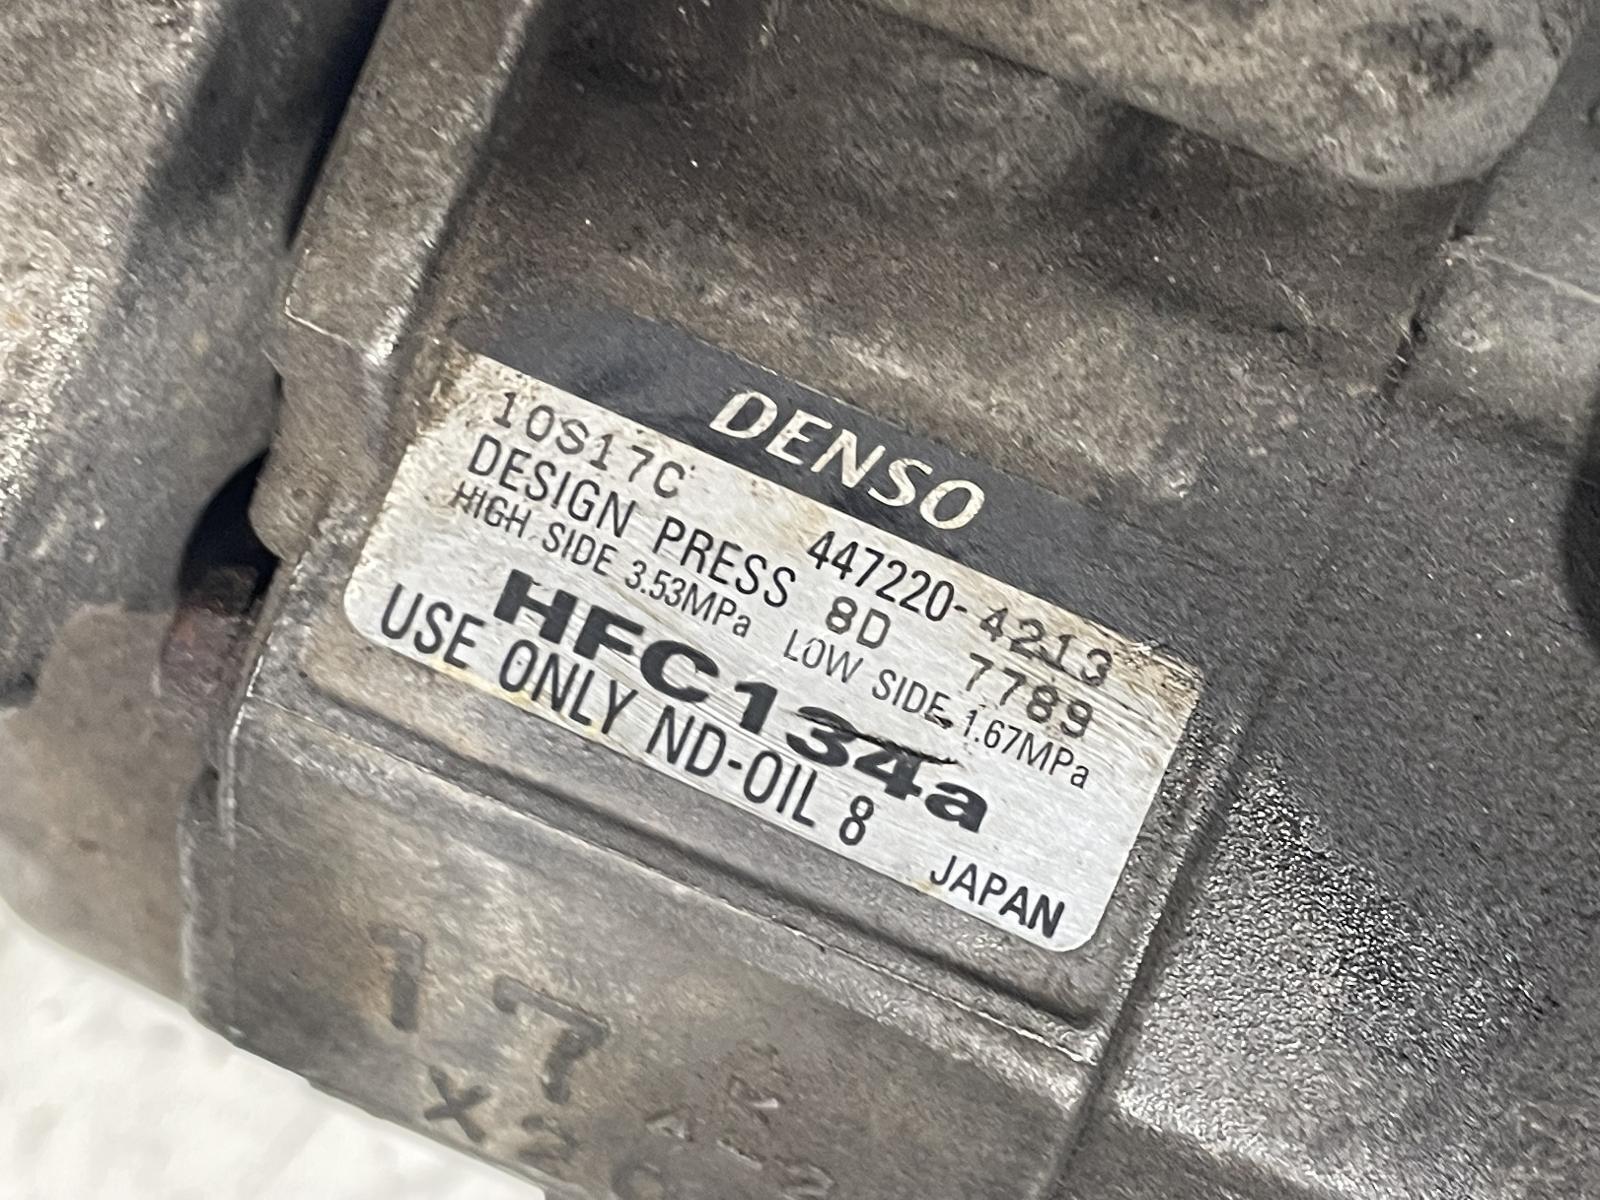 DENSO
10S17C 447220-4213
8D 7789
DESIGN PRESS
HIGH SIDE 3.53MPa LOW SIDE 1.67MPa
HFC134a
USE ONLY ND-OIL 8
JAPAN
17